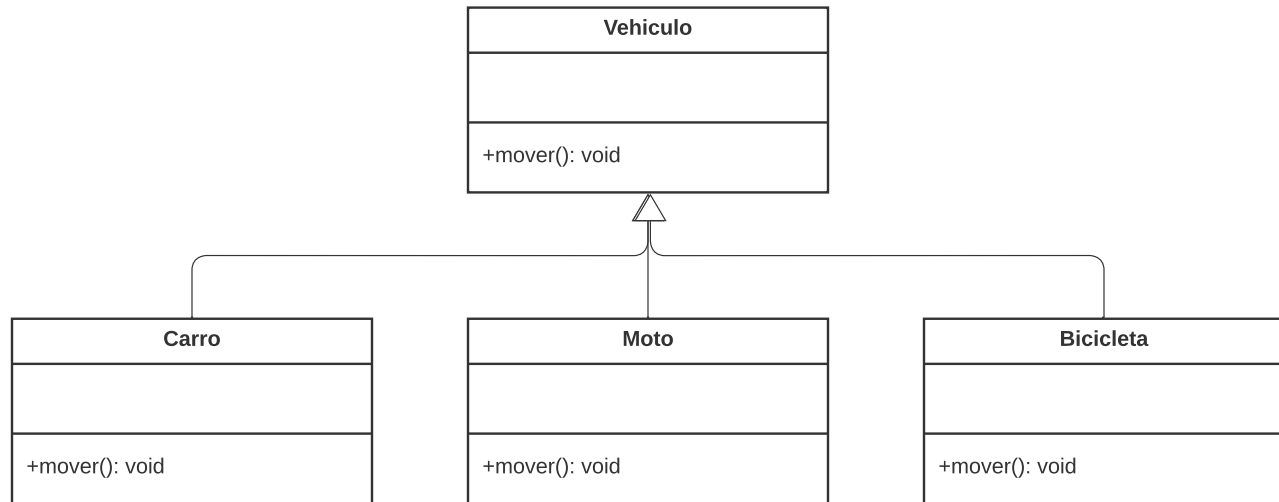 Vehiculo
+mover(): void
Carro
Moto
Bicicleta
+mover(): void
+mover(): void
+mover(): void